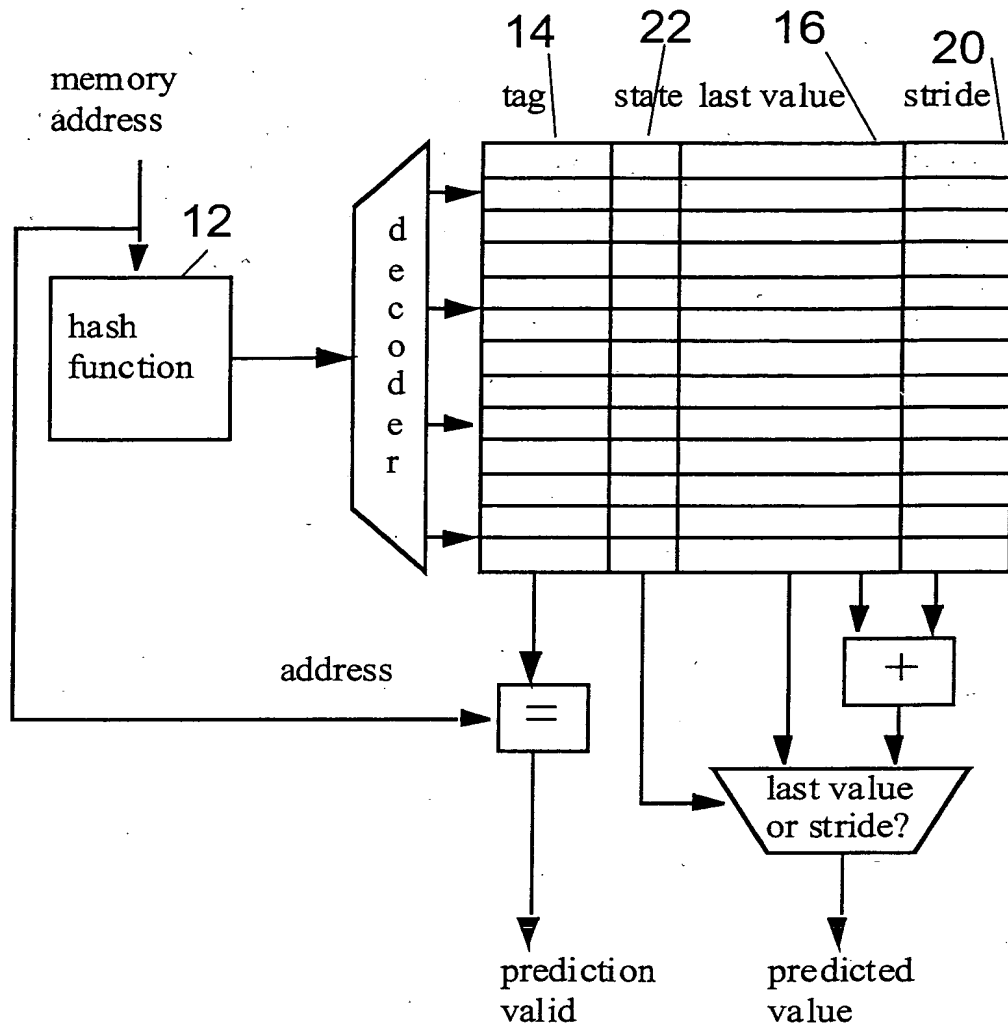 14
22
16
20
memory
address
tag
state
last value
stride
12
hash
function
decoder
address
=
+
last value
or stride?
prediction
valid
predicted
value